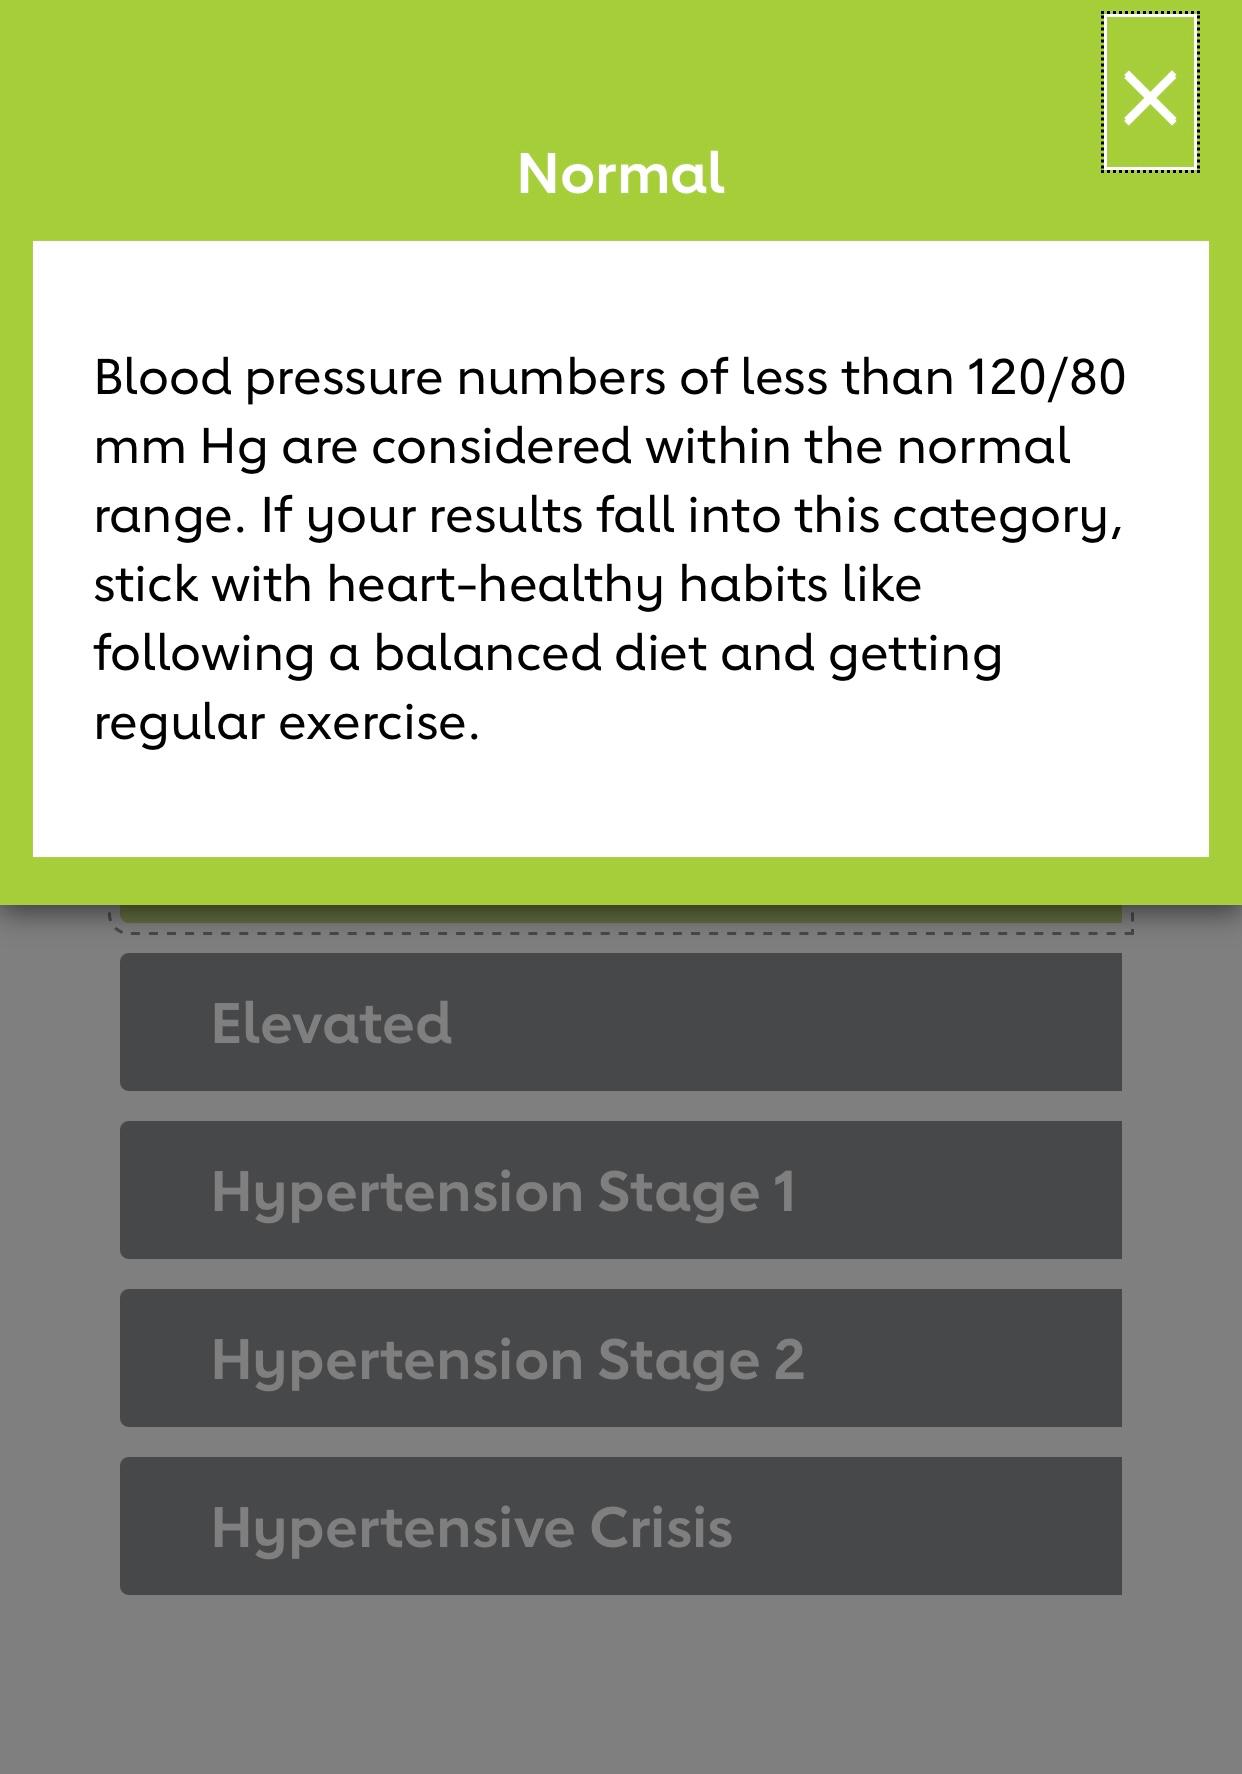 Normal
Blood pressure numbers of less than 120/80
mm Hg are considered within the normal
range. If your results fall into this category,
stick with heart-healthy habits like
following a balanced diet and getting
regular exercise.
Elevated
Hypertension Stage 1
Hypertension Stage 2
Hypertensive Crisis